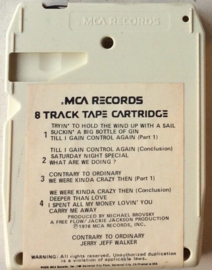 MCA RECORDS
8 TRACK TAPE CARTRIDGE
TRYIN' TO HOLD THE WIND UP WITH A SAIL
1 SUCKIN' A BIG BOTTLE OF GIN
TILL I GAIN CONTROL AGAIN (Part 1)
TILL I GAIN CONTROL AGAIN (Conclusion)
2 SATURDAY NIGHT SPECIAL
WHAT ARE WE DOING ?
CONTRARY TO ORDINARY
3 WE WERE KINDA CRAZY THEN (Part 1)
WE WERE KINDA CRAZY THEN (Conclusion)
DEEPER THAN LOVE
4 I SPENT ALL MY MONEY LOVIN' YOU
CARRY ME AWAY
PRODUCED BY MICHAEL BROVSKY
A FREE FLOW/ JACKIE JACKSON PRODUCTION
℗1978 MCA RECORDS, INC.
CONTRARY TO ORDINARY
JERRY JEFF WALKER
WARNING: All rights reserved. Unauthorized duplication
is a violation of applicable laws.